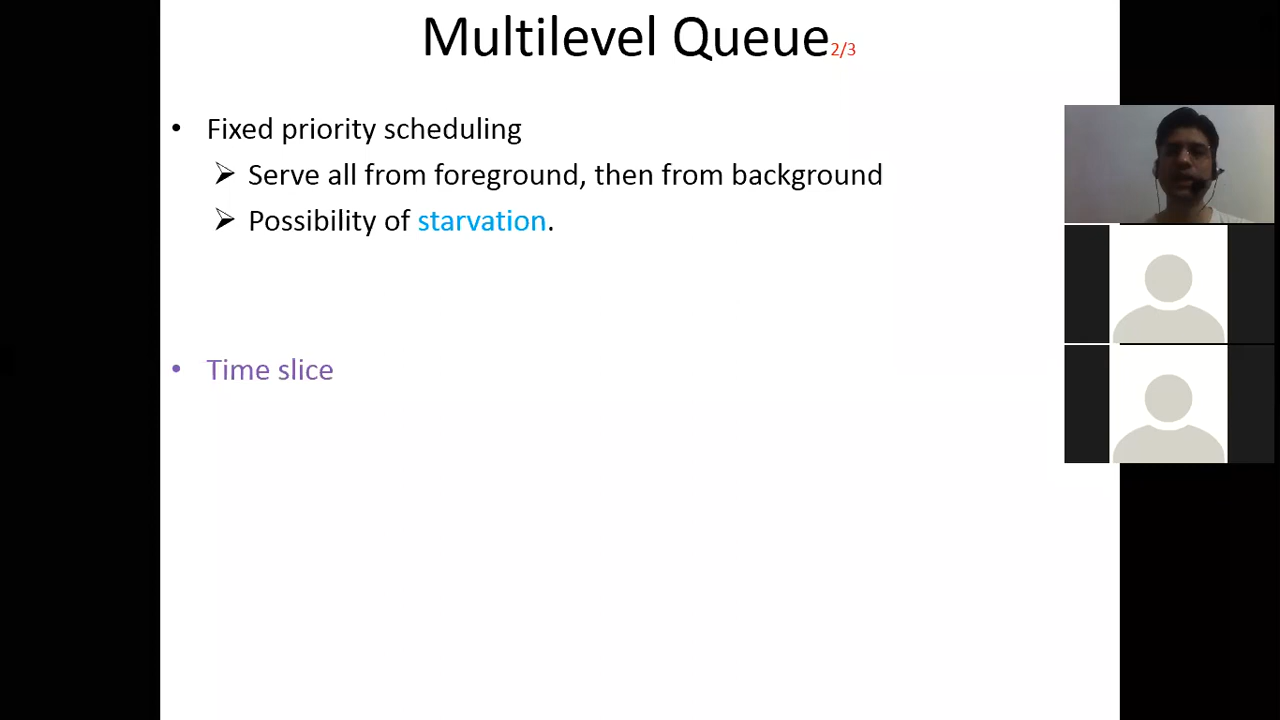 Multilevel Queue2/3
• Fixed priority scheduling
➢ Serve all from foreground, then from background
➢ Possibility of starvation.
• Time slice